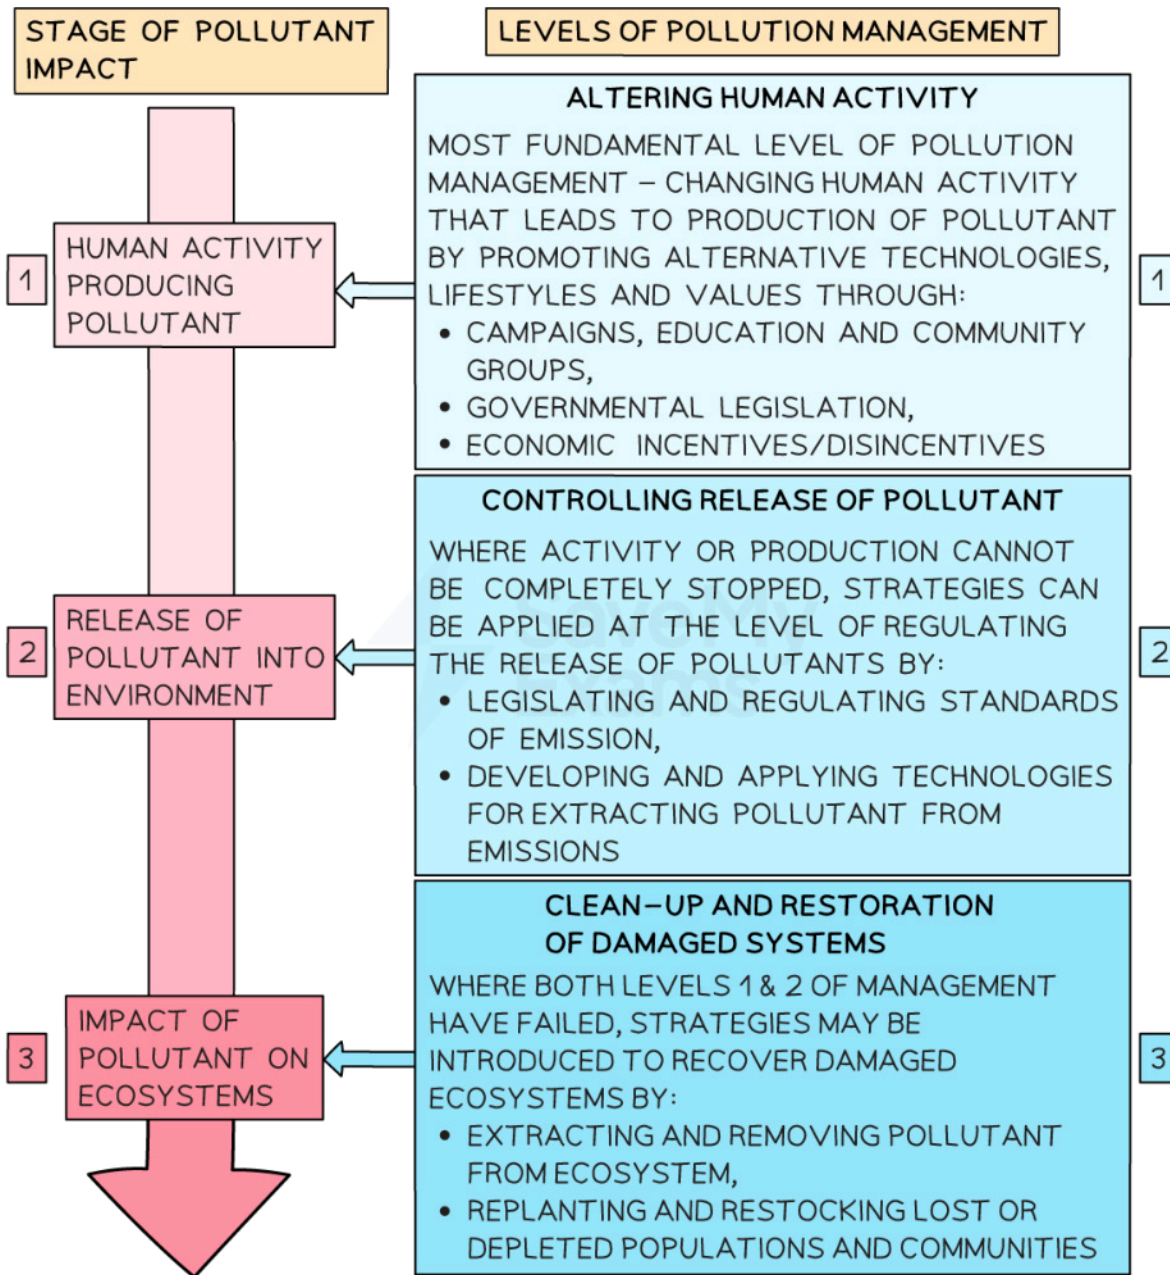 STAGE OF POLLUTANT
IMPACT
LEVELS OF POLLUTION MANAGEMENT
1
HUMAN ACTIVITY
PRODUCING
POLLUTANT
ALTERING HUMAN ACTIVITY
MOST FUNDAMENTAL LEVEL OF POLLUTION
MANAGEMENT – CHANGING HUMAN ACTIVITY
THAT LEADS TO PRODUCTION OF POLLUTANT
BY PROMOTING ALTERNATIVE TECHNOLOGIES,
LIFESTYLES AND VALUES THROUGH:
• CAMPAIGNS, EDUCATION AND COMMUNITY
GROUPS,
• GOVERNMENTAL LEGISLATION,
• ECONOMIC INCENTIVES/DISINCENTIVES
1
2
RELEASE OF
POLLUTANT INTO
ENVIRONMENT
CONTROLLING RELEASE OF POLLUTANT
WHERE ACTIVITY OR PRODUCTION CANNOT
BE COMPLETELY STOPPED, STRATEGIES CAN
BE APPLIED AT THE LEVEL OF REGULATING
THE RELEASE OF POLLUTANTS BY:
• LEGISLATING AND REGULATING STANDARDS
OF EMISSION,
• DEVELOPING AND APPLYING TECHNOLOGIES
FOR EXTRACTING POLLUTANT FROM
EMISSIONS
2
SaveMy
Exams
3
IMPACT OF
POLLUTANT ON
ECOSYSTEMS
CLEAN-UP AND RESTORATION
OF DAMAGED SYSTEMS
WHERE BOTH LEVELS 1 & 2 OF MANAGEMENT
HAVE FAILED, STRATEGIES MAY BE
INTRODUCED TO RECOVER DAMAGED
ECOSYSTEMS BY:
• EXTRACTING AND REMOVING POLLUTANT
FROM ECOSYSTEM,
• REPLANTING AND RESTOCKING LOST OR
DEPLETED POPULATIONS AND COMMUNITIES
3